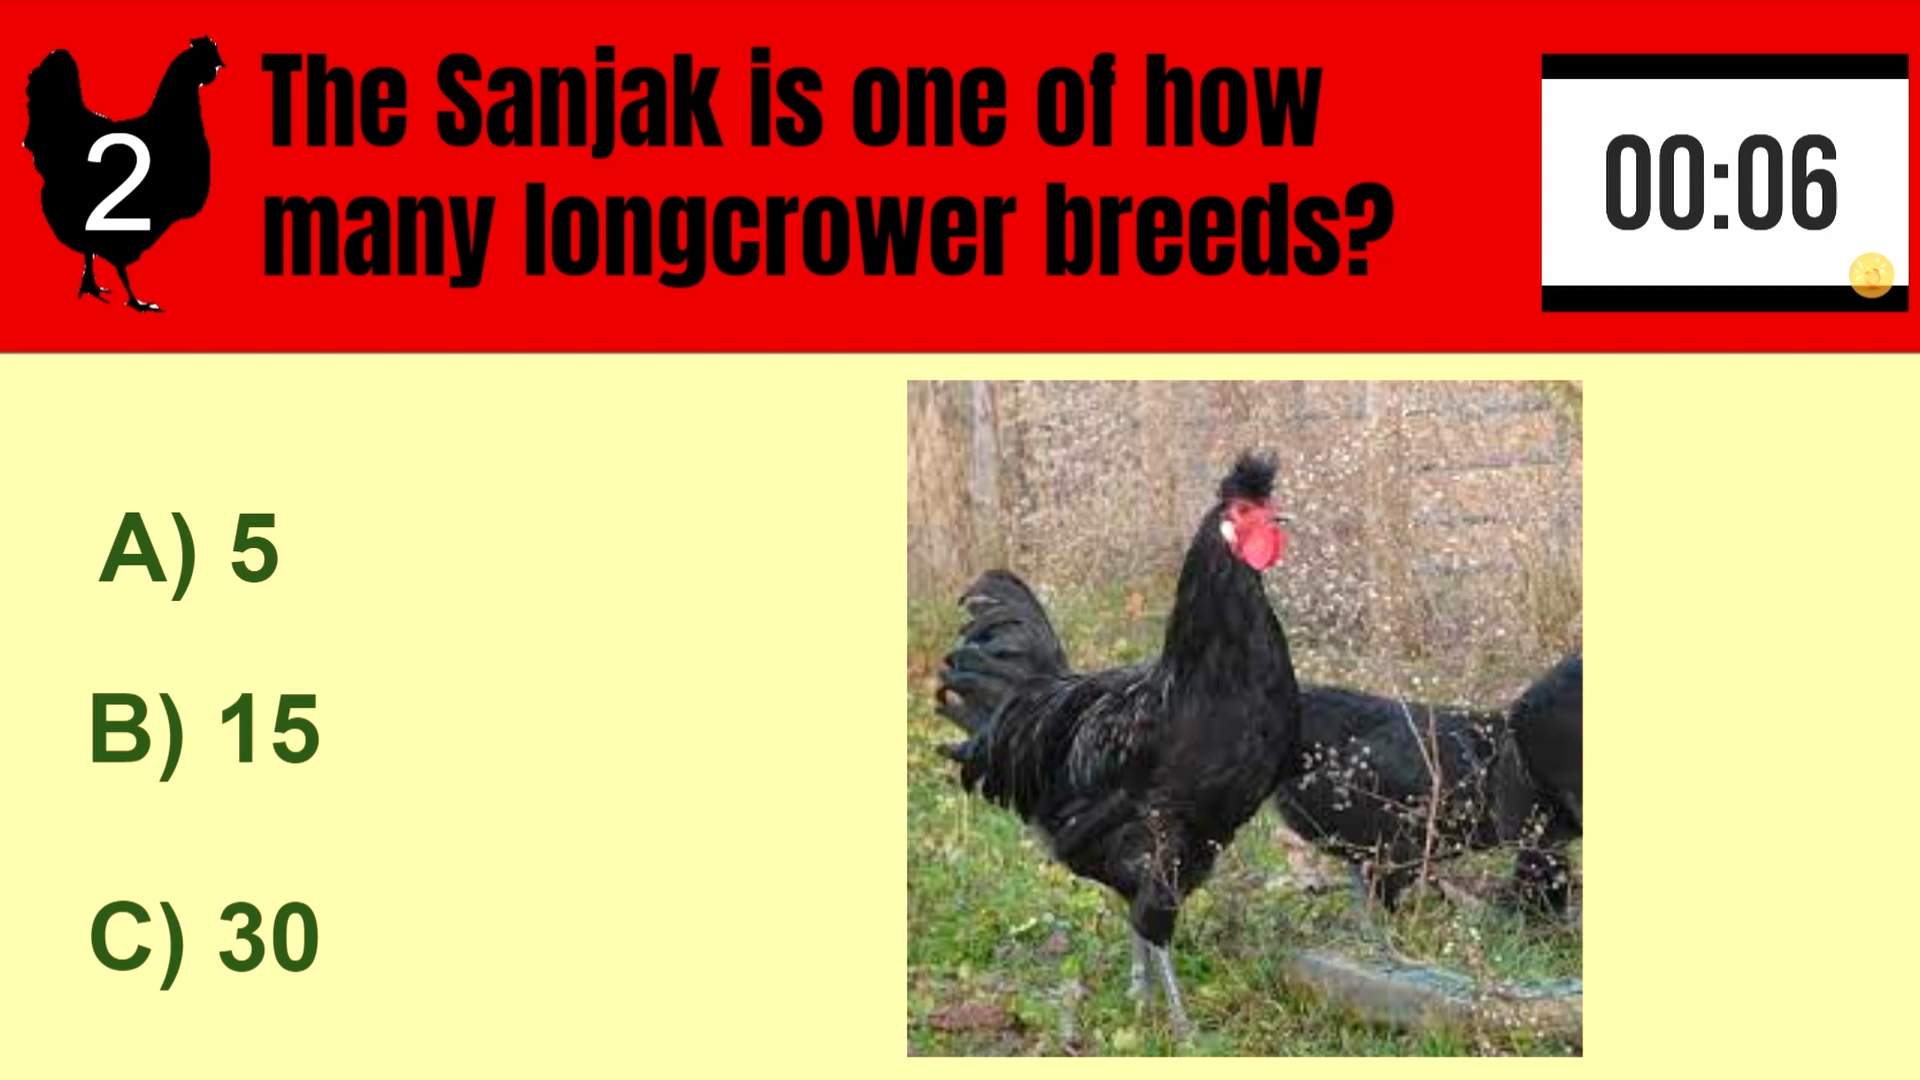 2
The Sanjak is one of how
many longcrower breeds?
00:06
A) 5
B) 15
C) 30